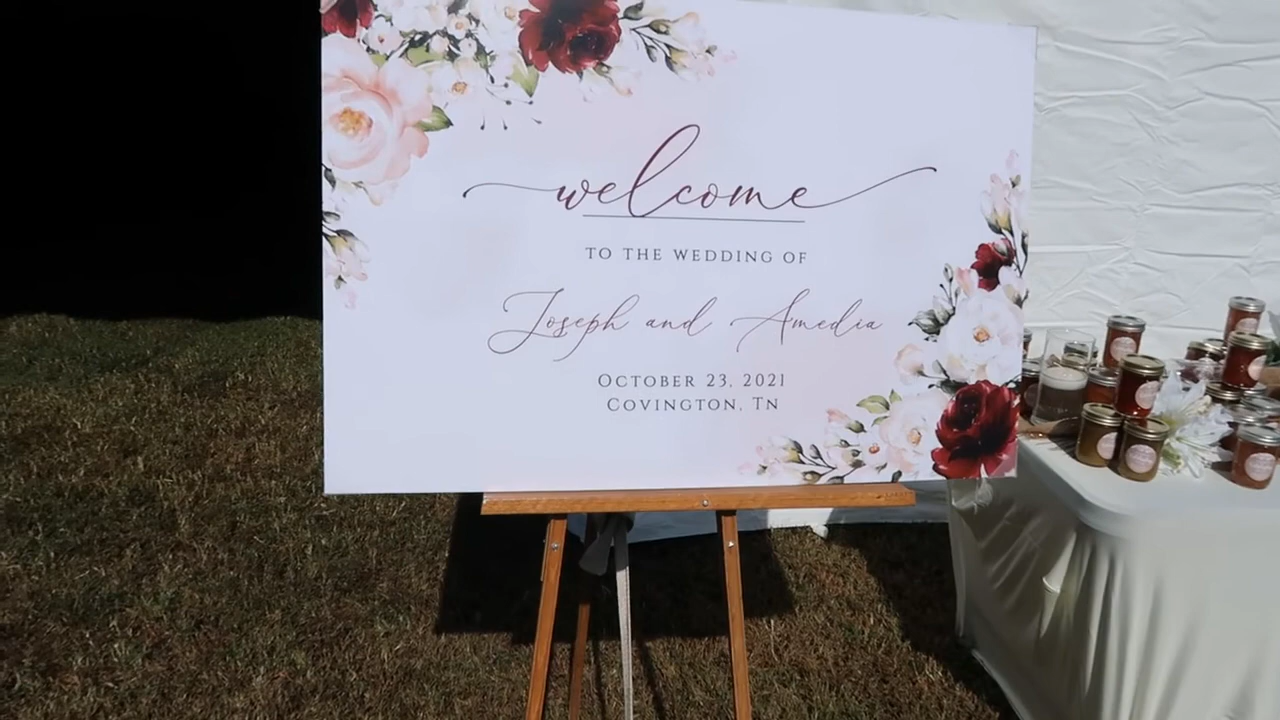 welcome
TO THE WEDDING OF
Joseph and Amedia
OCTOBER 23, 2021
COVINGTON, TN